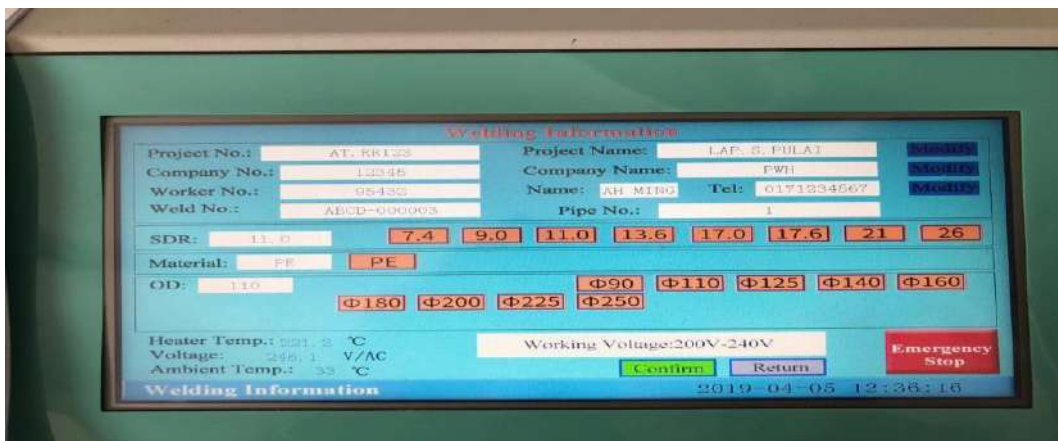 Welding Information
Project No.: AT.RR123 Project Name: LAP. S. PULAI Modify
Company No.: 12345 Company Name: PWH Modify
Worker No.: 95432 Name: AH MING Tel: 0171234567 Modify
Weld No.: ABCD-000003 Pipe No.: 1
SDR: 11.0 7.4 9.0 11.0 13.6 17.0 17.6 21 26
Material: PE PE
OD: 110 Φ90 Φ110 Φ125 Φ140 Φ160
Φ180 Φ200 Φ225 Φ250
Heater Temp.: 221.2 ℃ Working Voltage:200V-240V Emergency
Voltage: 246.1 V/AC Stop
Ambient Temp.: 33 ℃ Confirm Return
Welding Information 2019-04-05 12:36:16